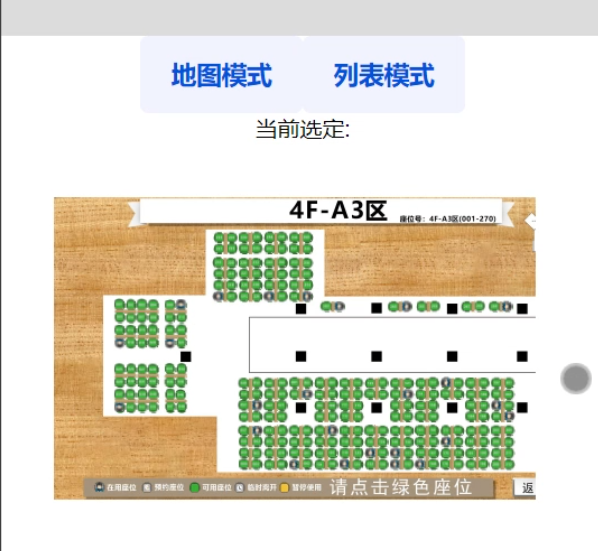 地图模式
列表模式
当前选定:
4F-A3区
座位号: 4F-A3区(001-270)
在用座位 预约座位 可用座位 临时离开 暂停使用 请点击绿色座位 返